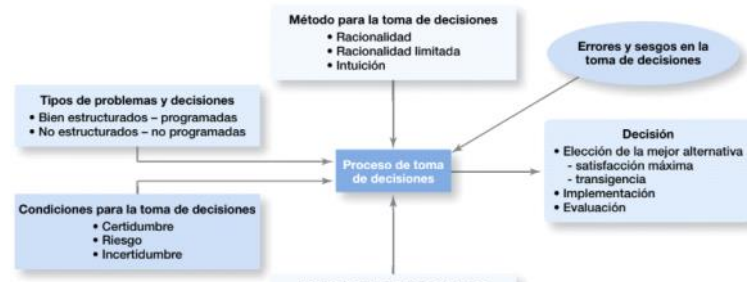 Método para la toma de decisiones
• Racionalidad
• Racionalidad limitada
• Intuición
Errores y sesgos en la
toma de decisiones
Tipos de problemas y decisiones
• Bien estructurados – programadas
• No estructurados – no programadas
Proceso de toma
de decisiones
Decisión
• Elección de la mejor alternativa
- satisfacción máxima
- transigencia
• Implementación
• Evaluación
Condiciones para la toma de decisiones
• Certidumbre
• Riesgo
• Incertidumbre